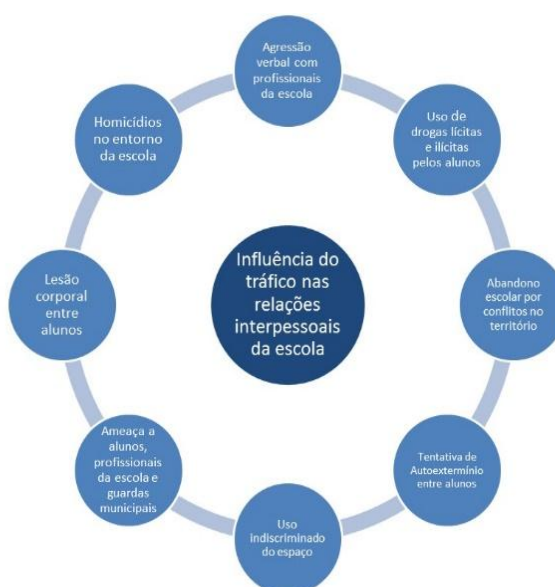 Agressão
verbal com
profissionais
da escola
Uso de
drogas lícitas
e ilícitas
pelos alunos
Abandono
escolar por
conflitos no
território
Tentativa de
Autoextermínio
entre alunos
Uso
indiscriminado
do espaço
Ameaça a
alunos,
profissionais
da escola e
guardas
municipais
Lesão
corporal entre
alunos
Homicídios
no entorno
da escola
Influência do
tráfico nas
relações
interpessoais
da escola